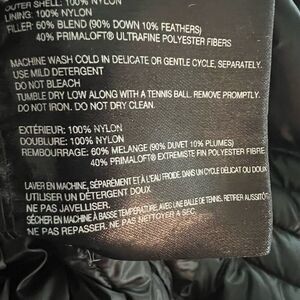 OUTER SHELL: 100% NYLON
LINING: 100% NYLON
FILLER: 60% BLEND (90% DOWN 10% FEATHERS)
40% PRIMALOFT® ULTRAFINE POLYESTER FIBERS
MACHINE WASH COLD IN DELICATE OR GENTLE CYCLE, SEPARATELY.
USE MILD DETERGENT
DO NOT BLEACH
TUMBLE DRY LOW ALONG WITH A TENNIS BALL. REMOVE PROMPTLY.
DO NOT IRON. DO NOT DRY CLEAN.
EXTÉRIEUR: 100% NYLON
DOUBLURE: 100% NYLON
REMBOURRAGE: 60% MELANGE (90% DUVET 10% PLUMES)
40% PRIMALOFT® EXTREMISTE FIN POLYESTER FIBRE
LAVER EN MACHINE, SÉPARÉMENT ET À L'EAU FROIDE. DANS UN CYCLE DÉLICAT OU DOUX
UTILISER UN DÉTERGENT DOUX.
NE PAS JAVELLISER.
SÉCHER EN MACHINE À BASSE TEMPÉRATURE AVEC UNE BALLE DE TENNIS. RETIRER AUSSITÔT
NE PAS REPASSER. NE PAS NETTOYER À SEC.